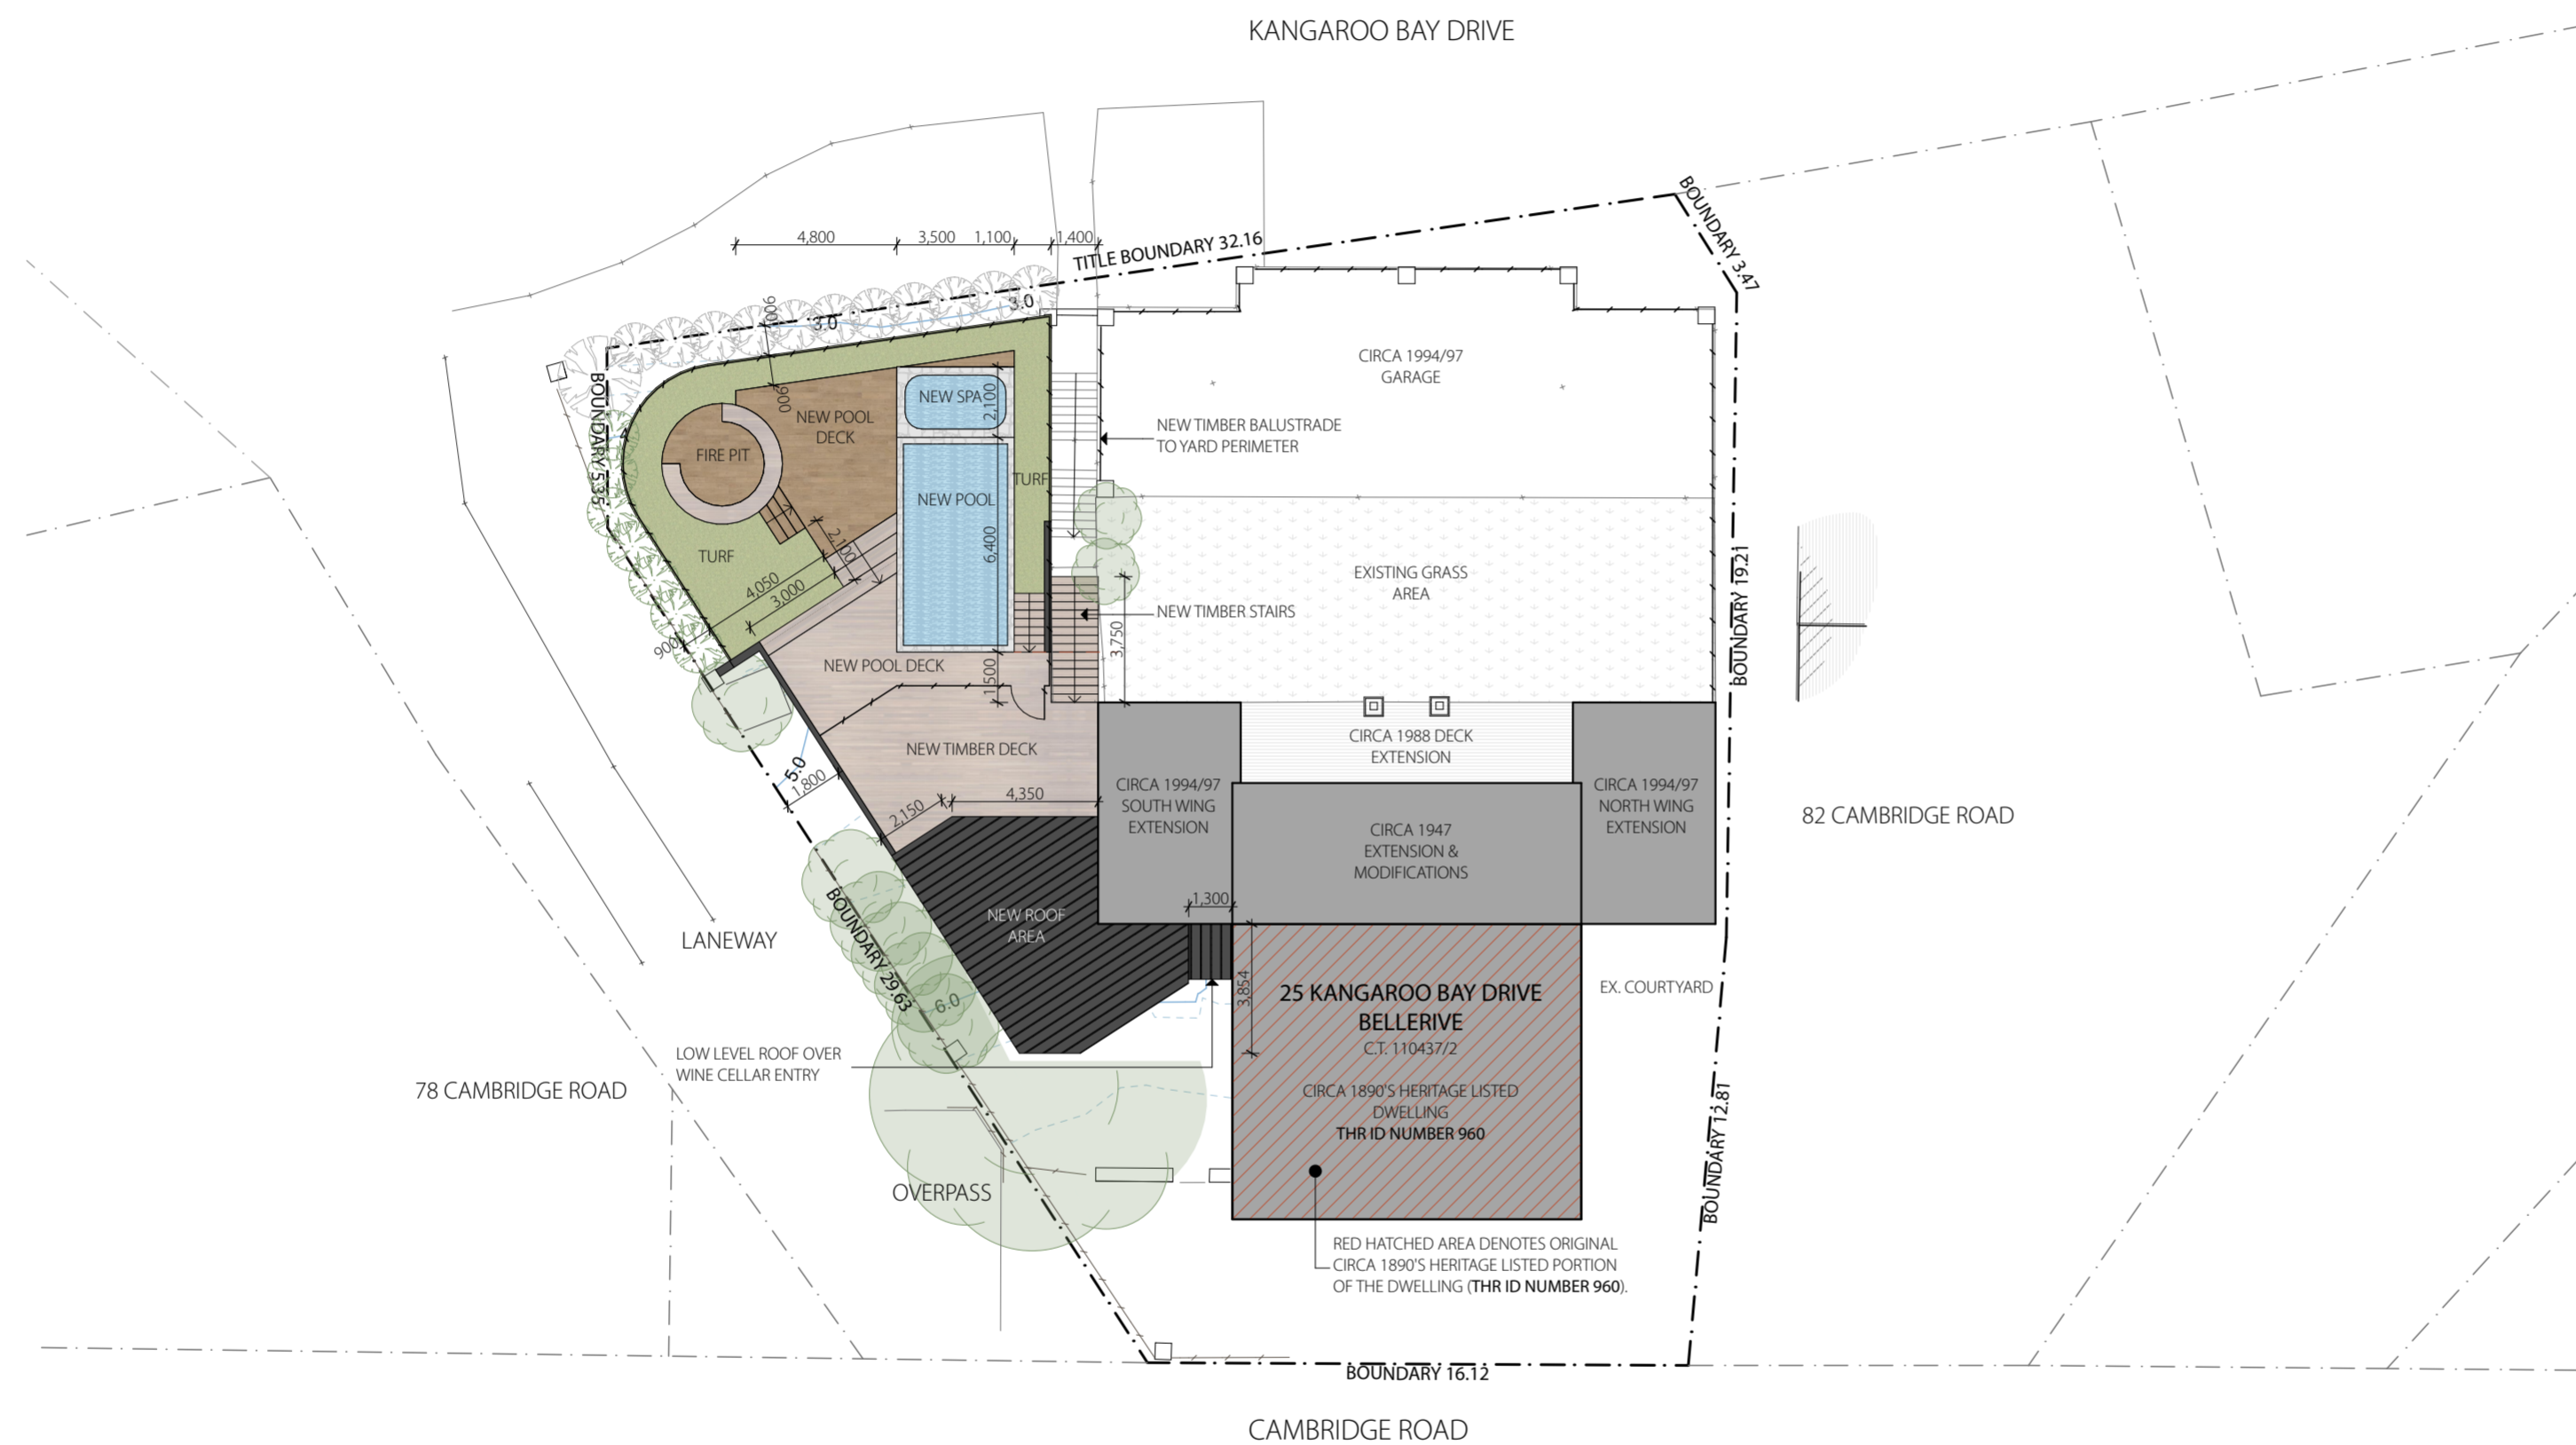 KANGAROO BAY DRIVE
BOUNDARY 3.47
4,800
3,500
1,100
1,400
TITLE BOUNDARY 32.16
900
3.0
3.0
CIRCA 1994/97
GARAGE
BOUNDARY 5.35
900
NEW SPA
2,100
NEW POOL
DECK
NEW TIMBER BALUSTRADE
TO YARD PERIMETER
FIRE PIT
TURF
NEW POOL
6,400
2,100
TURF
4,050
3,000
EXISTING GRASS
AREA
BOUNDARY 19.21
NEW TIMBER STAIRS
3,750
900
NEW POOL DECK
1,500
NEW TIMBER DECK
CIRCA 1988 DECK
EXTENSION
5.0
1,800
2,150
4,350
CIRCA 1994/97
SOUTH WING
EXTENSION
CIRCA 1994/97
NORTH WING
EXTENSION
82 CAMBRIDGE ROAD
CIRCA 1947
EXTENSION &
MODIFICATIONS
1,300
NEW ROOF
AREA
LANEWAY
BOUNDARY 29.63
6.0
3,854
25 KANGAROO BAY DRIVE
BELLERIVE
C.T. 110437/2
EX. COURTYARD
LOW LEVEL ROOF OVER
WINE CELLAR ENTRY
78 CAMBRIDGE ROAD
CIRCA 1890'S HERITAGE LISTED
DWELLING
THR ID NUMBER 960
BOUNDARY 12.81
OVERPASS
RED HATCHED AREA DENOTES ORIGINAL
CIRCA 1890'S HERITAGE LISTED PORTION
OF THE DWELLING (THR ID NUMBER 960).
BOUNDARY 16.12
CAMBRIDGE ROAD